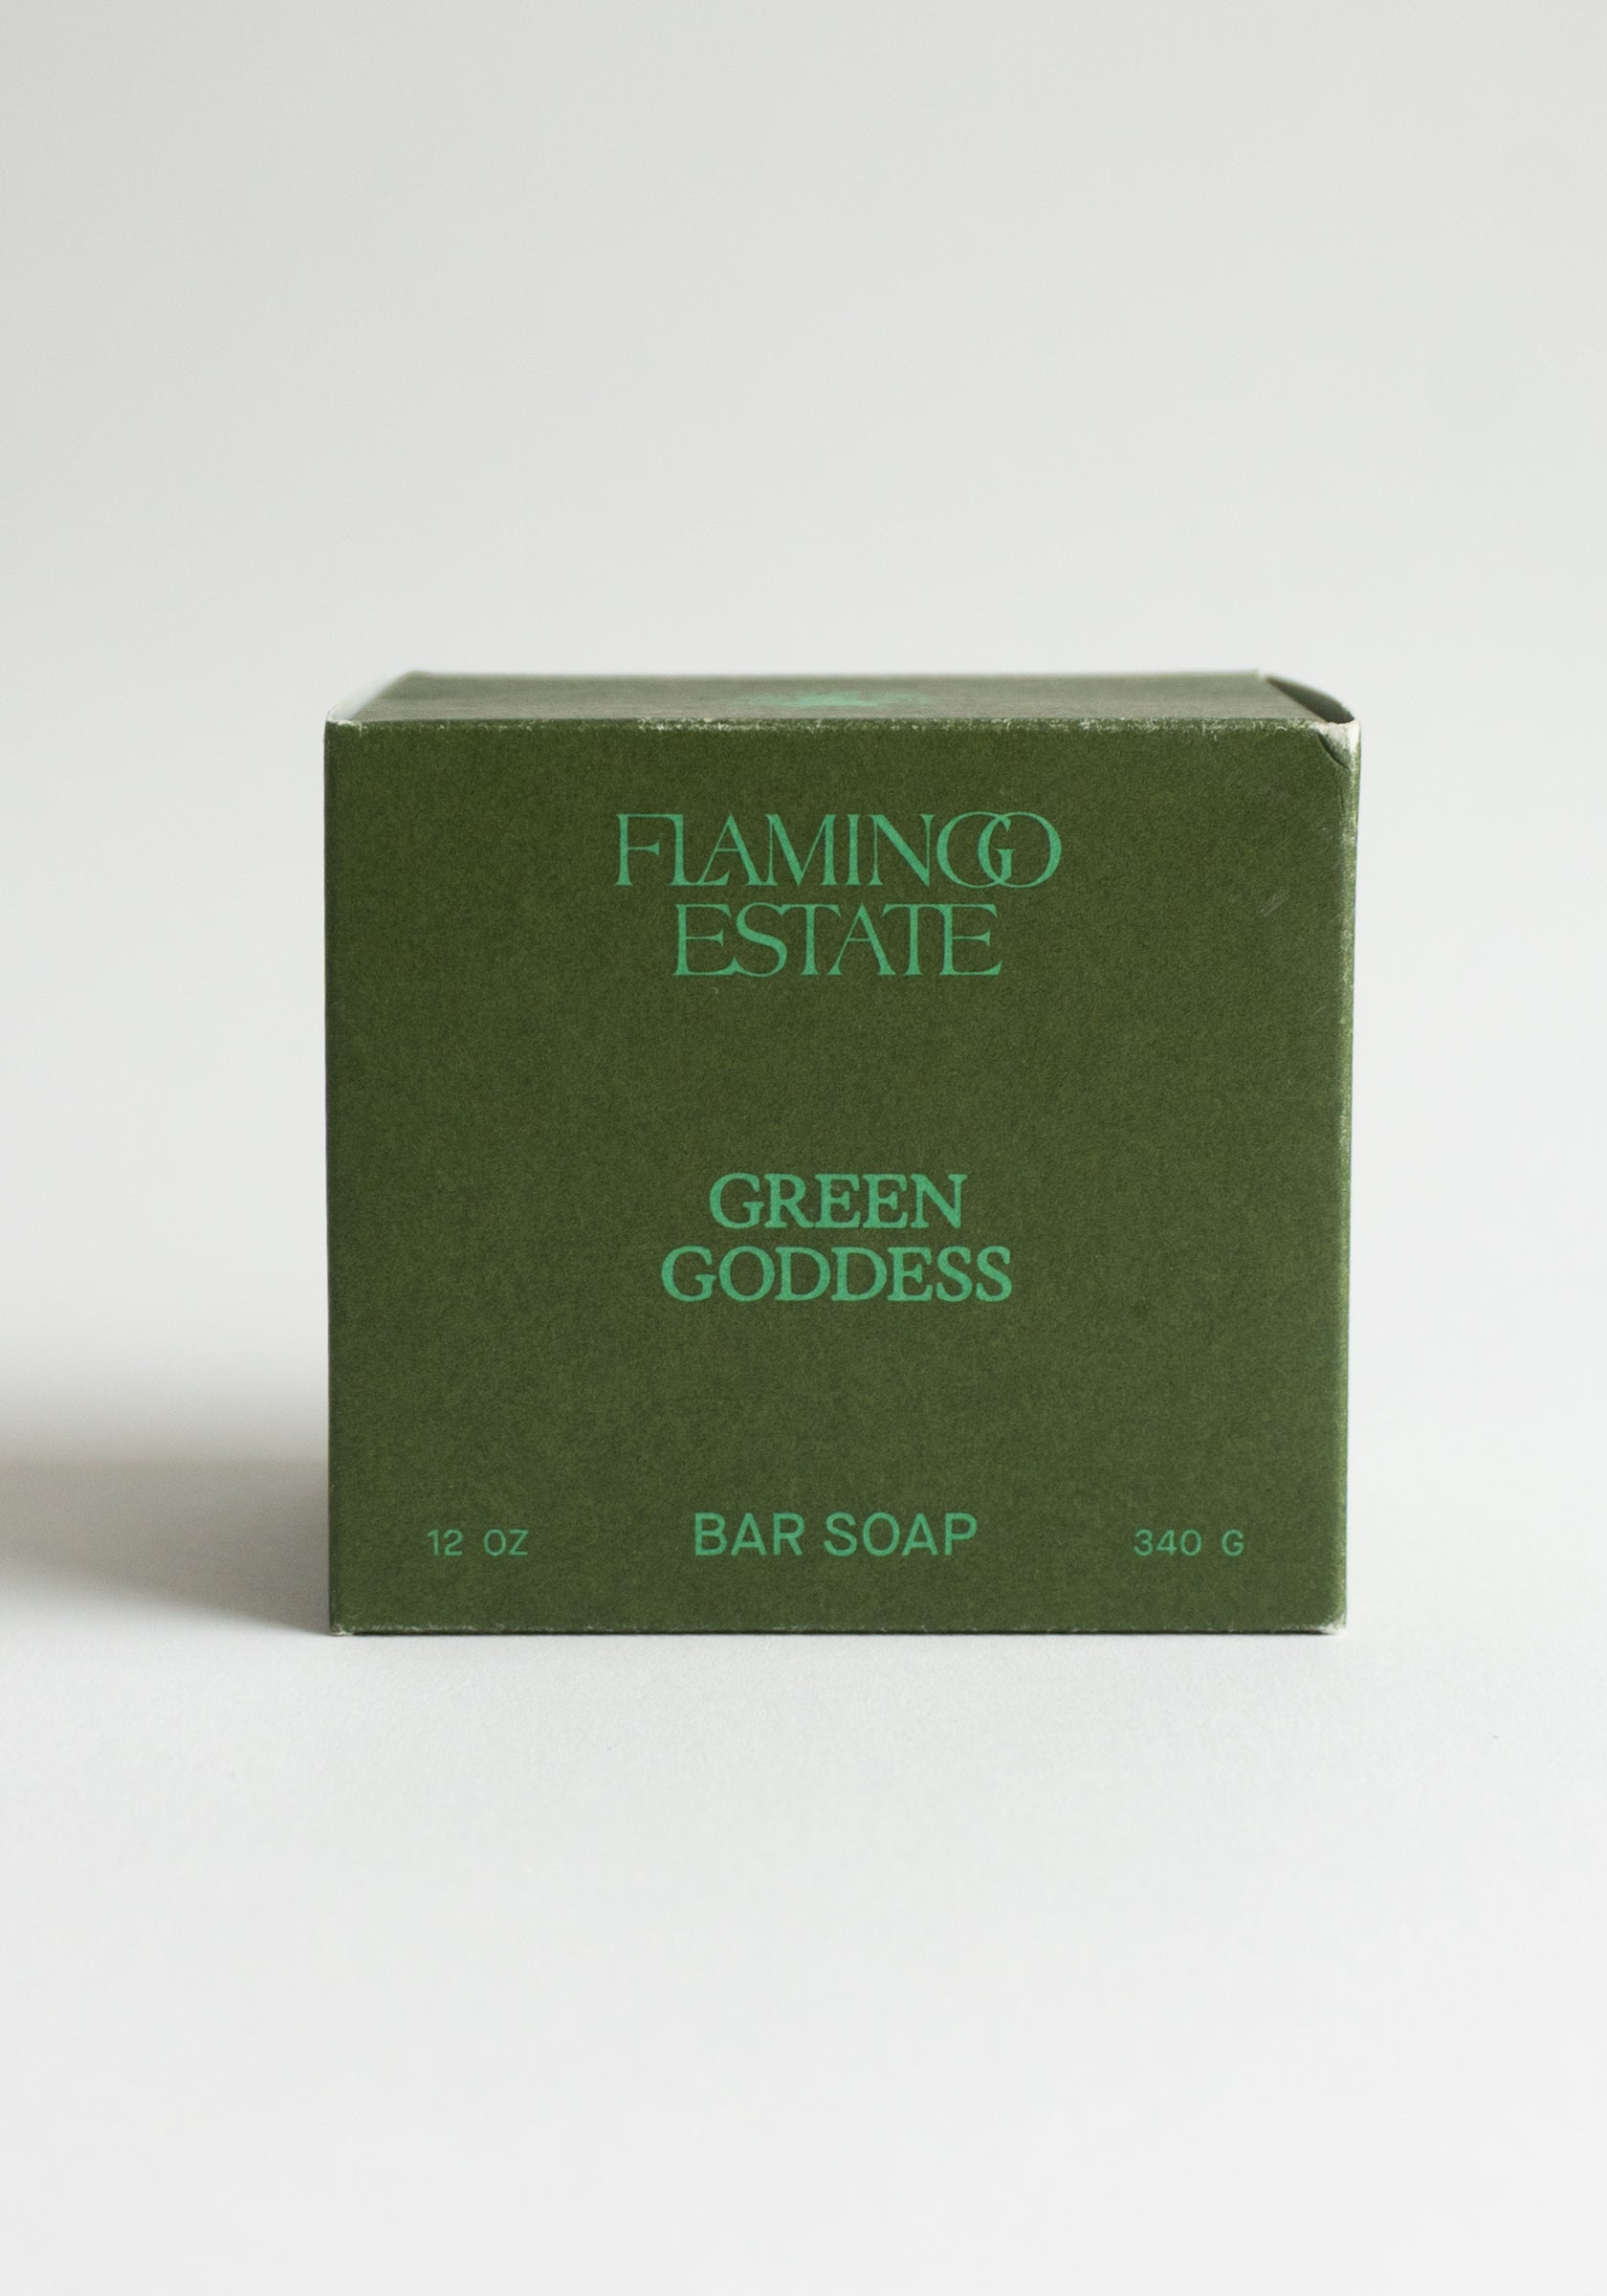 FLAMINGO
ESTATE
GREEN
GODDESS
12 OZ BAR SOAP 340 G